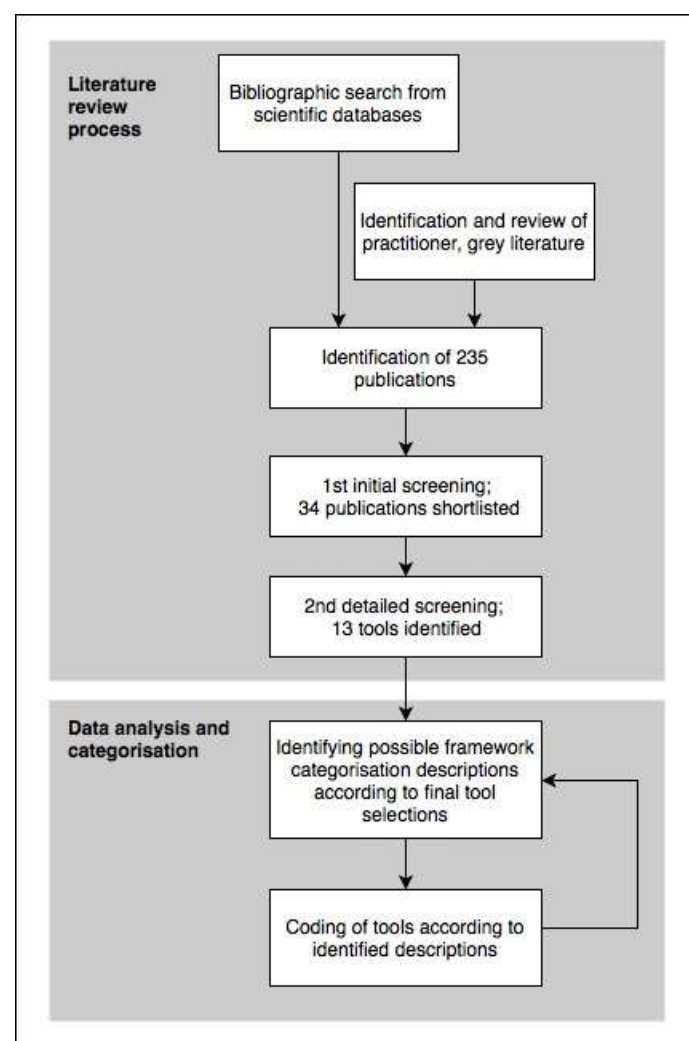 Literature
review
process
Bibliographic search from
scientific databases
Identification and review of
practitioner, grey literature
Identification of 235
publications
1st initial screening;
34 publications shortlisted
2nd detailed screening;
13 tools identified
Data analysis and
categorisation
Identifying possible framework
categorisation descriptions
according to final tool
selections
Coding of tools according to
identified descriptions